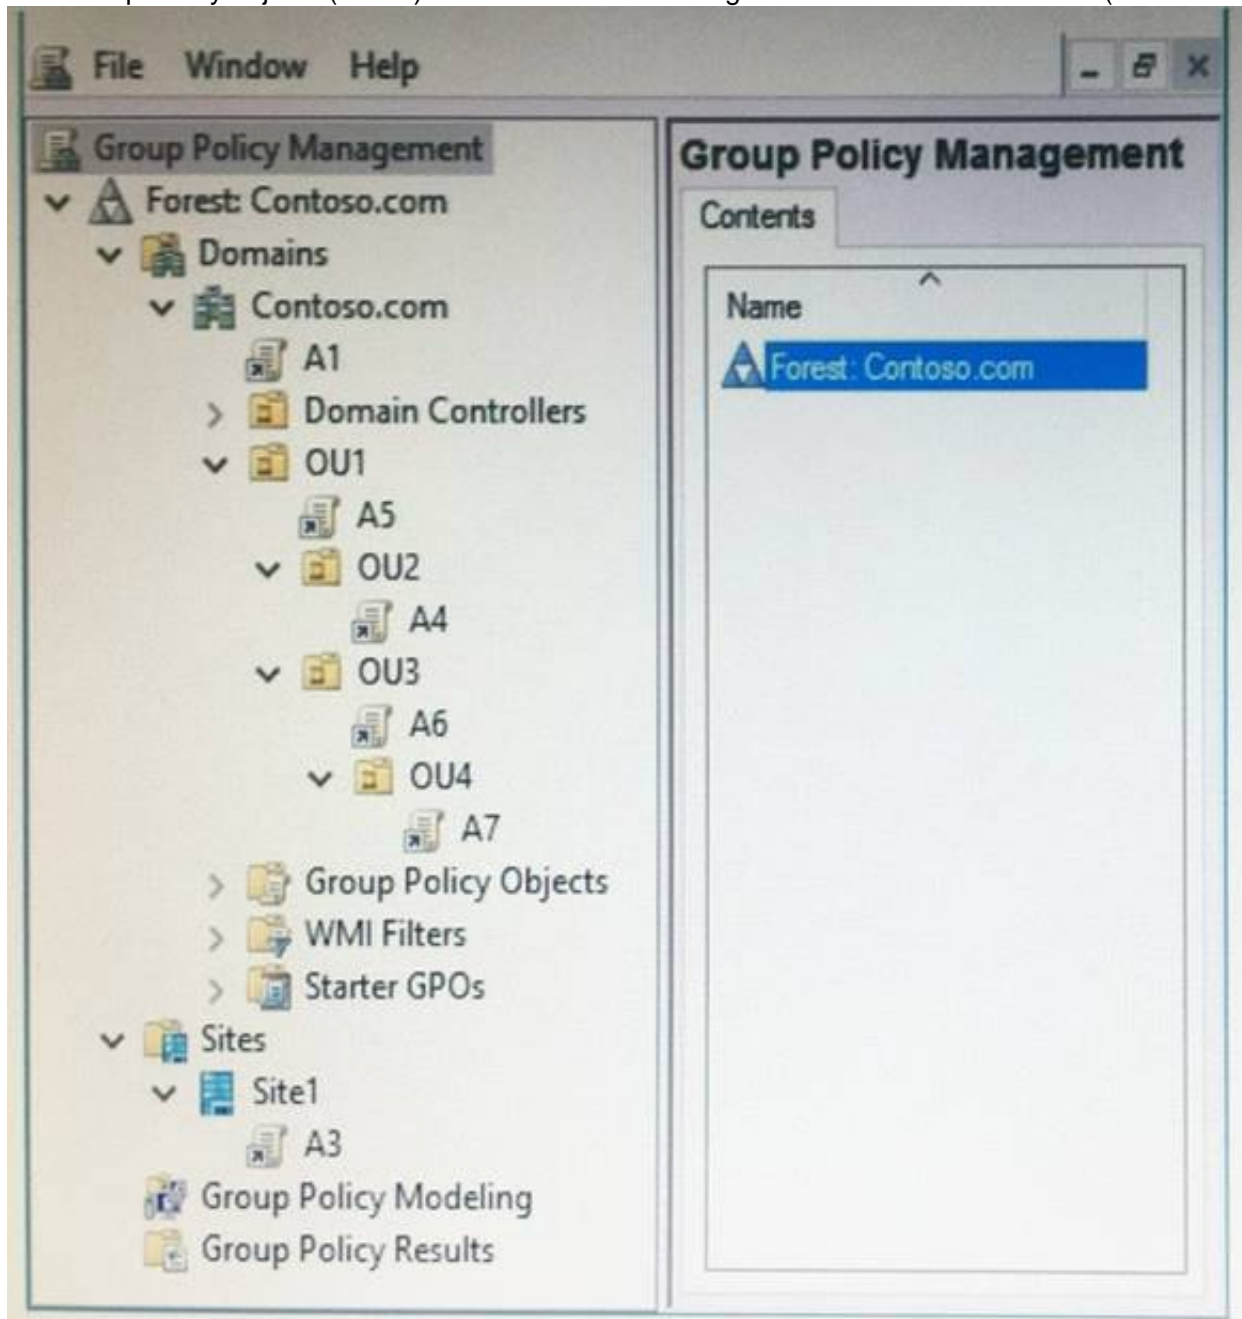 File Window Help
Group Policy Management
Forest: Contoso.com
Domains
Contoso.com
A1
Domain Controllers
OU1
A5
OU2
A4
OU3
A6
OU4
A7
Group Policy Objects
WMI Filters
Starter GPOs
Sites
Site1
A3
Group Policy Modeling
Group Policy Results
Group Policy Management
Contents
Name
Forest: Contoso.com